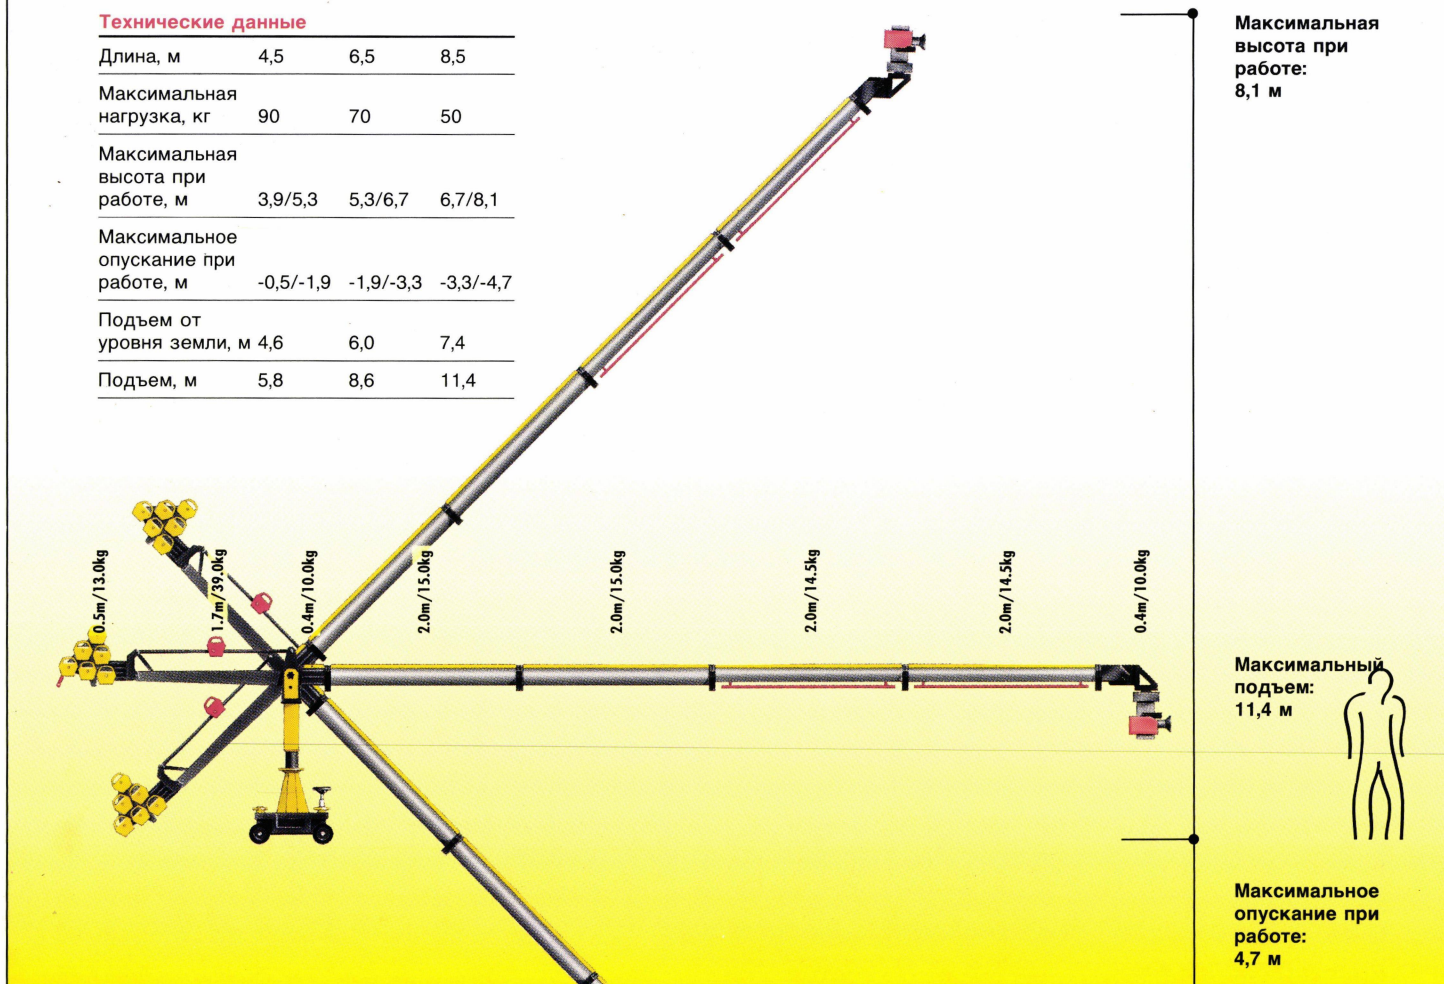 Технические данные
Длина, м 4,5 6,5 8,5
Максимальная
нагрузка, кг 90 70 50
Максимальная
высота при
работе, м 3,9/5,3 5,3/6,7 6,7/8,1
Максимальное
опускание при
работе, м -0,5/-1,9 -1,9/-3,3 -3,3/-4,7
Подъем от
уровня земли, м 4,6 6,0 7,4
Подъем, м 5,8 8,6 11,4
Максимальная
высота при
работе:
8,1 м
0.5m/13.0kg
1.7m/39.0kg
0.4m/10.0kg
2.0m/15.0kg
2.0m/15.0kg
2.0m/14.5kg
2.0m/14.5kg
0.4m/10.0kg
Максимальный
подъем:
11,4 м
Максимальное
опускание при
работе:
4,7 м